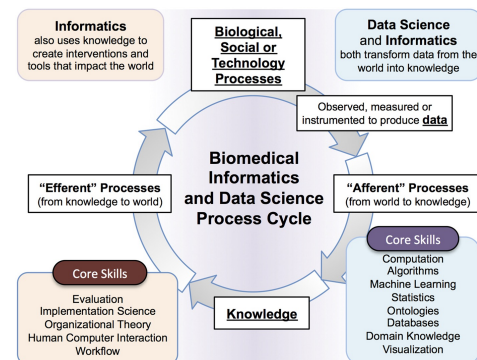 Informatics
also uses knowledge to
create interventions and
tools that impact the world
Biological,
Social or
Technology
Processes
Data Science
and Informatics
both transform data from the
world into knowledge
Observed, measured or
instrumented to produce data
Biomedical
Informatics
and Data Science
Process Cycle
“Efferent” Processes
(from knowledge to world)
“Afferent” Processes
(from world to knowledge)
Core Skills
Evaluation
Implementation Science
Organizational Theory
Human Computer Interaction
Workflow
Knowledge
Core Skills
Computation
Algorithms
Machine Learning
Statistics
Ontologies
Databases
Domain Knowledge
Visualization